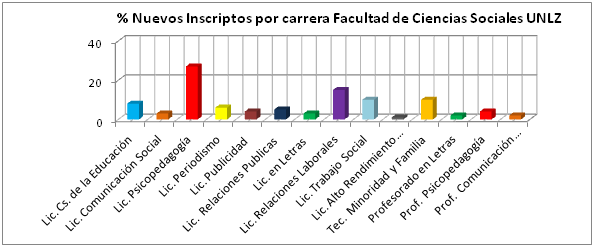 % Nuevos Inscriptos por carrera Facultad de Ciencias Sociales UNLZ
40
20
0
Lic. Cs. de la Educación
Lic. Comunicación Social
Lic. Psicopedagogía
Lic. Periodismo
Lic. Publicidad
Lic. Relaciones Publicas
Lic. en Letras
Lic. Relaciones Laborales
Lic. Trabajo Social
Lic. Alto Rendimiento...
Tec. Minoridad y Familia
Profesorado en Letras
Prof. Psicopedagogía
Prof. Comunicación...